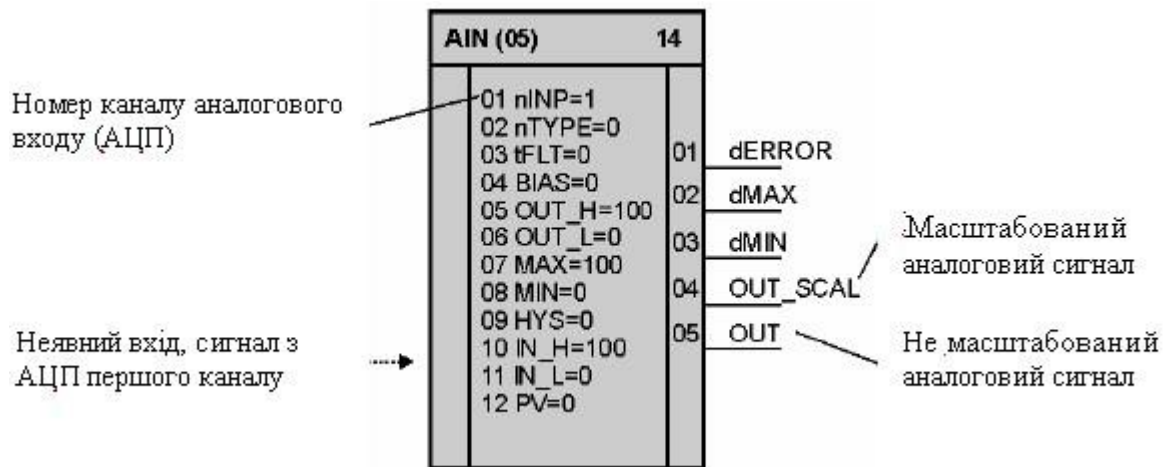 AIN (05) 14
Номер каналу аналогового
входу (АЦП)
01 nINP=1
02 nTYPE=0
03 tFLT=0
04 BIAS=0
05 OUT_H=100
06 OUT_L=0
07 MAX=100
08 MIN=0
09 HYS=0
10 IN_H=100
11 IN_L=0
12 PV=0
Неявний вхід, сигнал з
АЦП першого каналу
01 dERROR
02 dMAX
03 dMIN
04 OUT_SCAL
05 OUT
Масштабований
аналоговий сигнал
Не масштабований
аналоговий сигнал